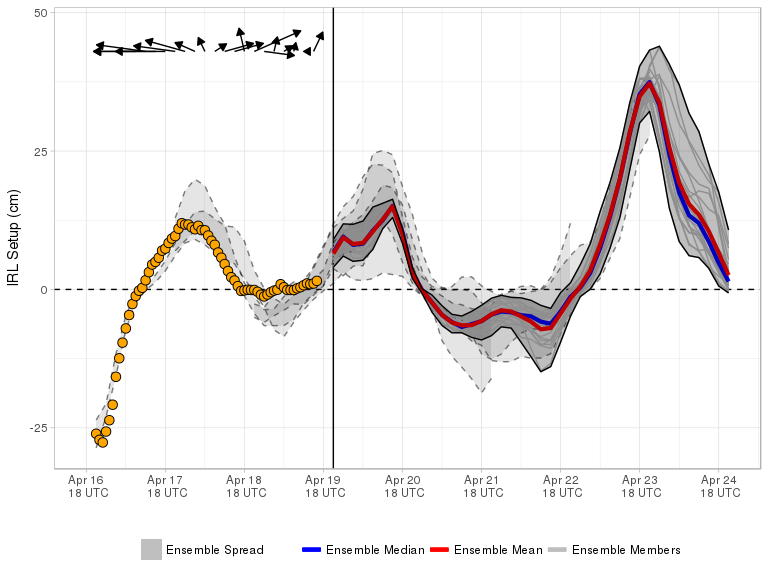 50
25
0
-25
IRL Setup (cm)
Apr 16
18 UTC
Apr 17
18 UTC
Apr 18
18 UTC
Apr 19
18 UTC
Apr 20
18 UTC
Apr 21
18 UTC
Apr 22
18 UTC
Apr 23
18 UTC
Apr 24
18 UTC
Ensemble Spread
Ensemble Median
Ensemble Mean
Ensemble Members